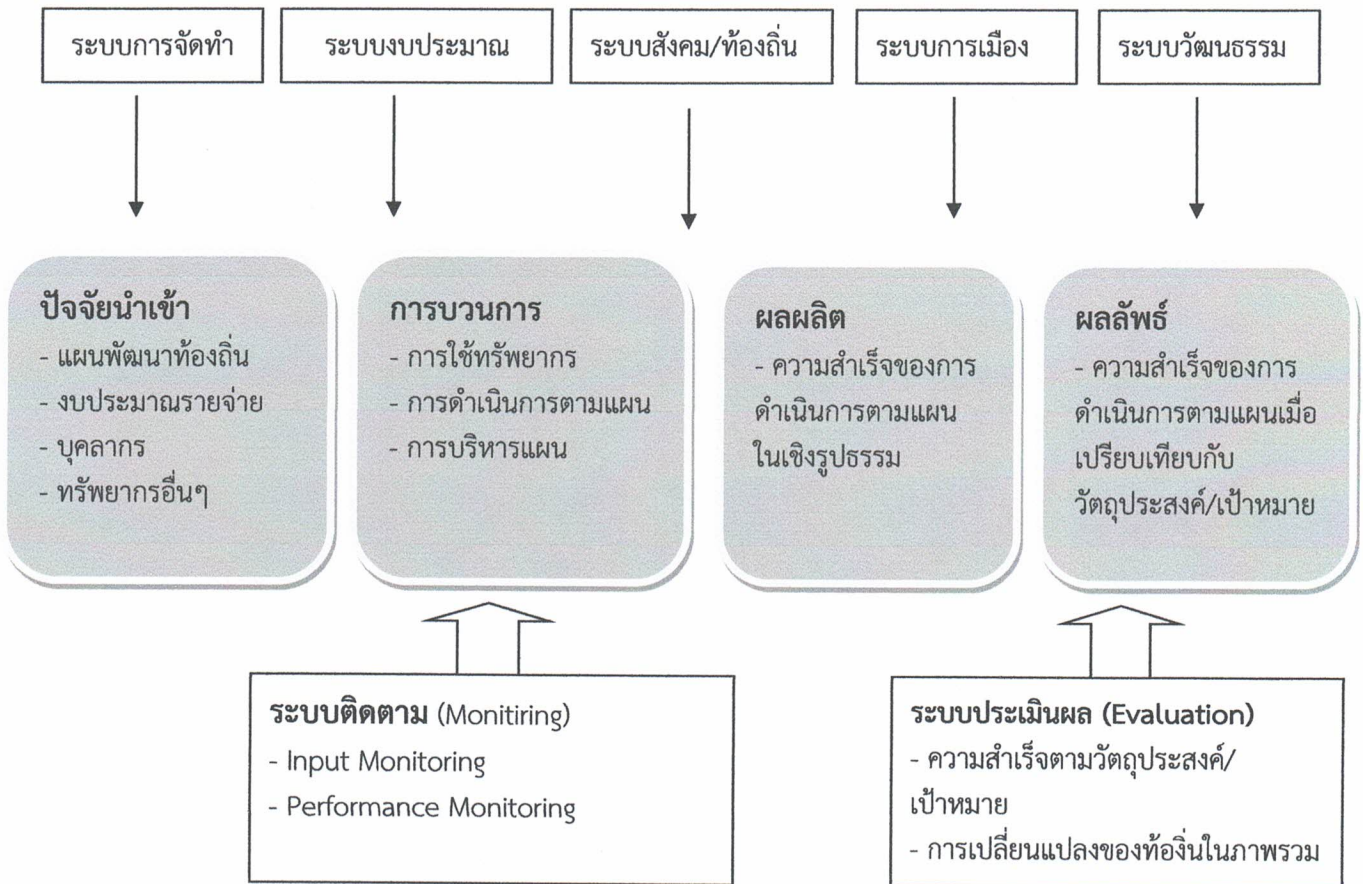 ระบบการจัดทำ
ระบบงบประมาณ
ระบบสังคม/ท้องถิ่น
ระบบการเมือง
ระบบวัฒนธรรม
ปัจจัยนำเข้า
- แผนพัฒนาท้องถิ่น
- งบประมาณรายจ่าย
- บุคลากร
- ทรัพยากรอื่นๆ
การบวนการ
- การใช้ทรัพยากร
- การดำเนินการตามแผน
- การบริหารแผน
ผลผลิต
- ความสำเร็จของการ
ดำเนินการตามแผน
ในเชิงรูปธรรม
ผลลัพธ์
- ความสำเร็จของการ
ดำเนินการตามแผนเมื่อ
เปรียบเทียบกับ
วัตถุประสงค์/เป้าหมาย
ระบบติดตาม (Monitiring)
- Input Monitoring
- Performance Monitoring
ระบบประเมินผล (Evaluation)
- ความสำเร็จตามวัตถุประสงค์/
เป้าหมาย
- การเปลี่ยนแปลงของท้องิ่นในภาพรวม